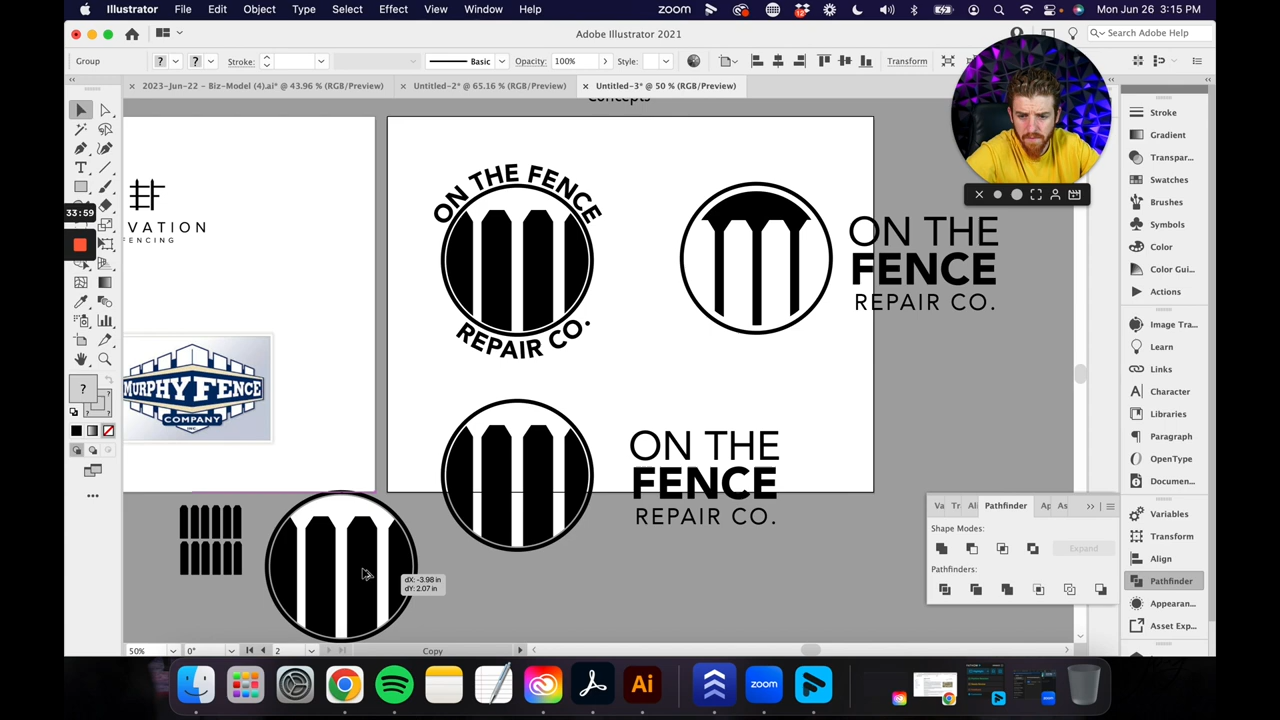 Illustrator File Edit Object Type Select Effect View Window Help zoom Mon Jun 26 3:15 PM
Adobe Illustrator 2021
Search Adobe Help
Group ? ? Stroke: Basic Opacity: 100% Style: Transform
2023-Jun-22 – Biz-Model (4).ai* @ 43.96 % (RGB/Preview) Untitled-2* @ 65.16 % (RGB/Preview) Untitled-3* @ 50 % (RGB/Preview)
Concepts
33:59
VATION
FENCING
MURPHY FENCE
COMPANY
INC
ON THE FENCE
REPAIR CO.
ON THE
FENCE
REPAIR CO.
ON THE
FENCE
REPAIR CO.
dX: -3.98 in
dY: 2.07 in
?
?
?
Va Tr Al Pathfinder Ap As
Shape Modes:
Expand
Pathfinders:
Stroke
Gradient
Transpar...
Swatches
Brushes
Symbols
Color
Color Gui...
Actions
Image Tra...
Learn
Links
Character
Libraries
Paragraph
OpenType
Documen...
Variables
Transform
Align
Pathfinder
Appearan...
Asset Exp...
50% 0° 2 Copy
Ai zoom